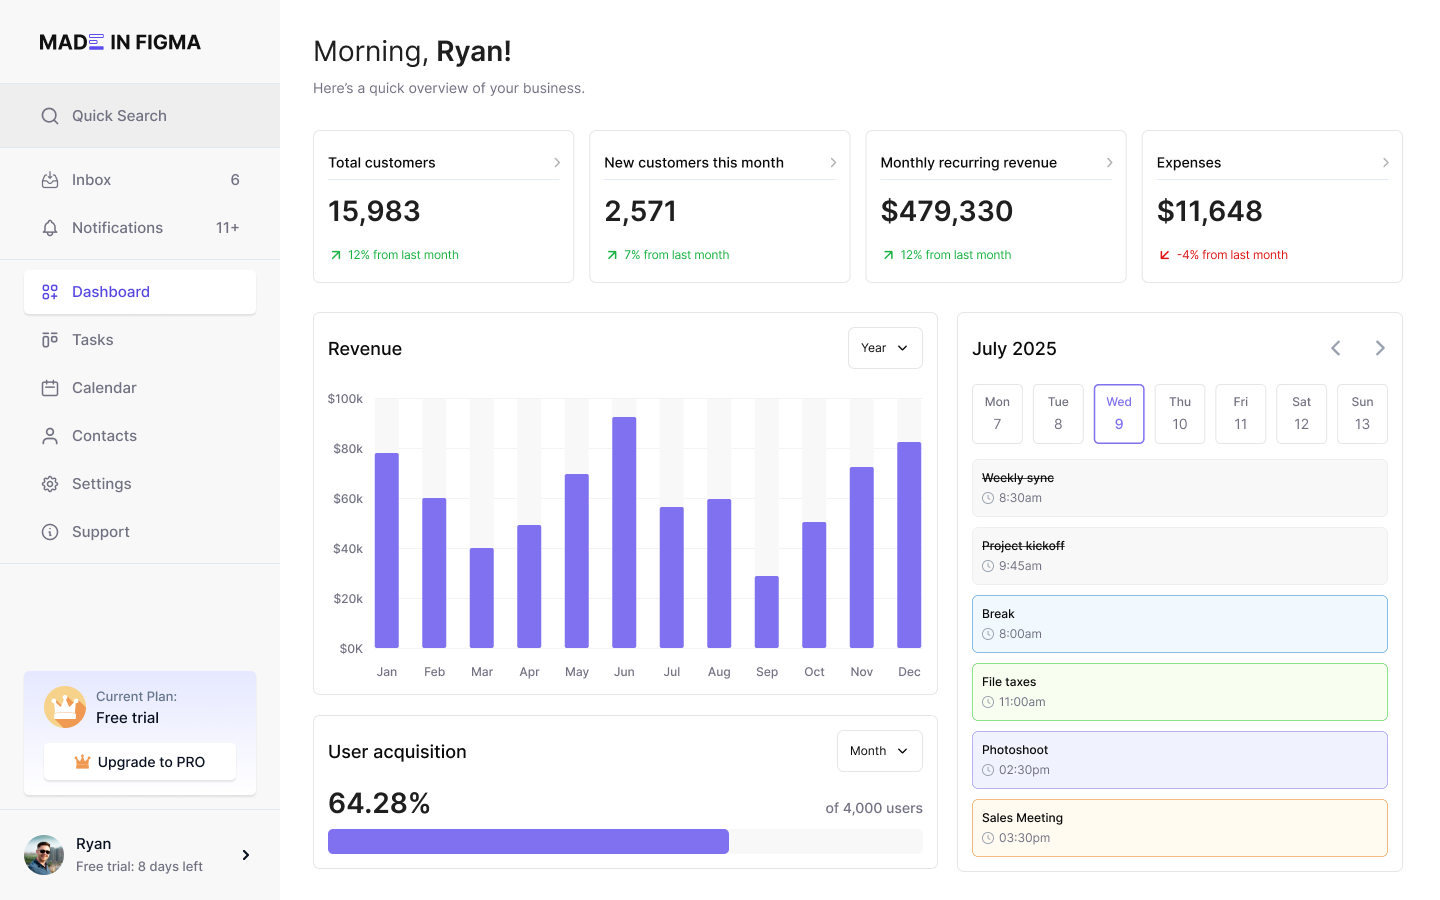 MADE IN FIGMA
Quick Search
Inbox 6
Notifications 11+
Dashboard
Tasks
Calendar
Contacts
Settings
Support
Current Plan:
Free trial
Upgrade to PRO
Ryan
Free trial: 8 days left
Morning, Ryan!
Here's a quick overview of your business.
Total customers
15,983
12% from last month
New customers this month
2,571
7% from last month
Monthly recurring revenue
$479,330
12% from last month
Expenses
$11,648
-4% from last month
Revenue
Year
$100k
$80k
$60k
$40k
$20k
$0K
Jan Feb Mar Apr May Jun Jul Aug Sep Oct Nov Dec
User acquisition
Month
64.28%
of 4,000 users
July 2025
Mon Tue Wed Thu Fri Sat Sun
7 8 9 10 11 12 13
Weekly sync
8:30am
Project kickoff
9:45am
Break
8:00am
File taxes
11:00am
Photoshoot
02:30pm
Sales Meeting
03:30pm